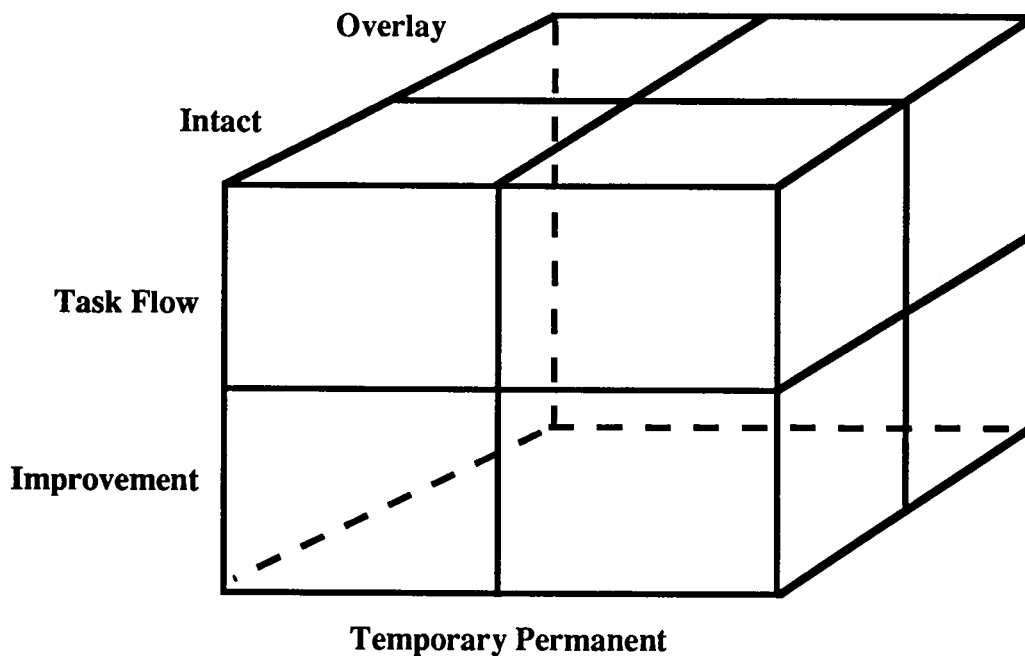 Overlay
Intact
Task Flow
Improvement
Temporary Permanent